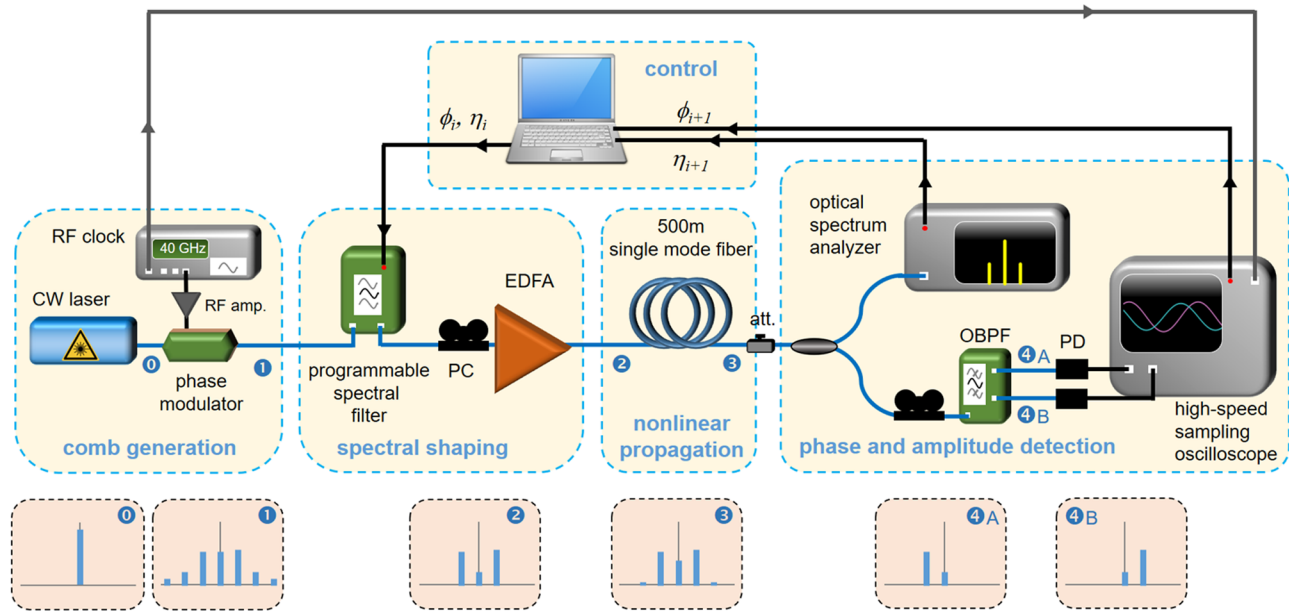 control
ϕi, ηi
ϕi+1
ηi+1
RF clock
40 GHz
RF amp.
CW laser
0
1
phase
modulator
comb generation
programmable
spectral
filter
PC
EDFA
spectral shaping
500m
single mode fiber
2
3
nonlinear
propagation
att.
optical
spectrum
analyzer
OBPF
4A
4B
PD
high-speed
sampling
oscilloscope
phase and amplitude detection
0
1
2
3
4A
4B